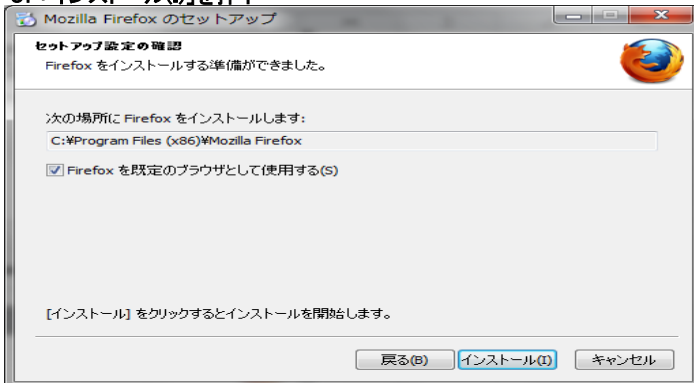 Mozilla Firefox のセットアップ
セットアップ設定の確認
Firefox をインストールする準備ができました。
次の場所に Firefox をインストールします:
C:¥Program Files (x86)¥Mozilla Firefox
Firefox を既定のブラウザとして使用する(S)
[インストール] をクリックするとインストールを開始します。
戻る(B) インストール(I) キャンセル